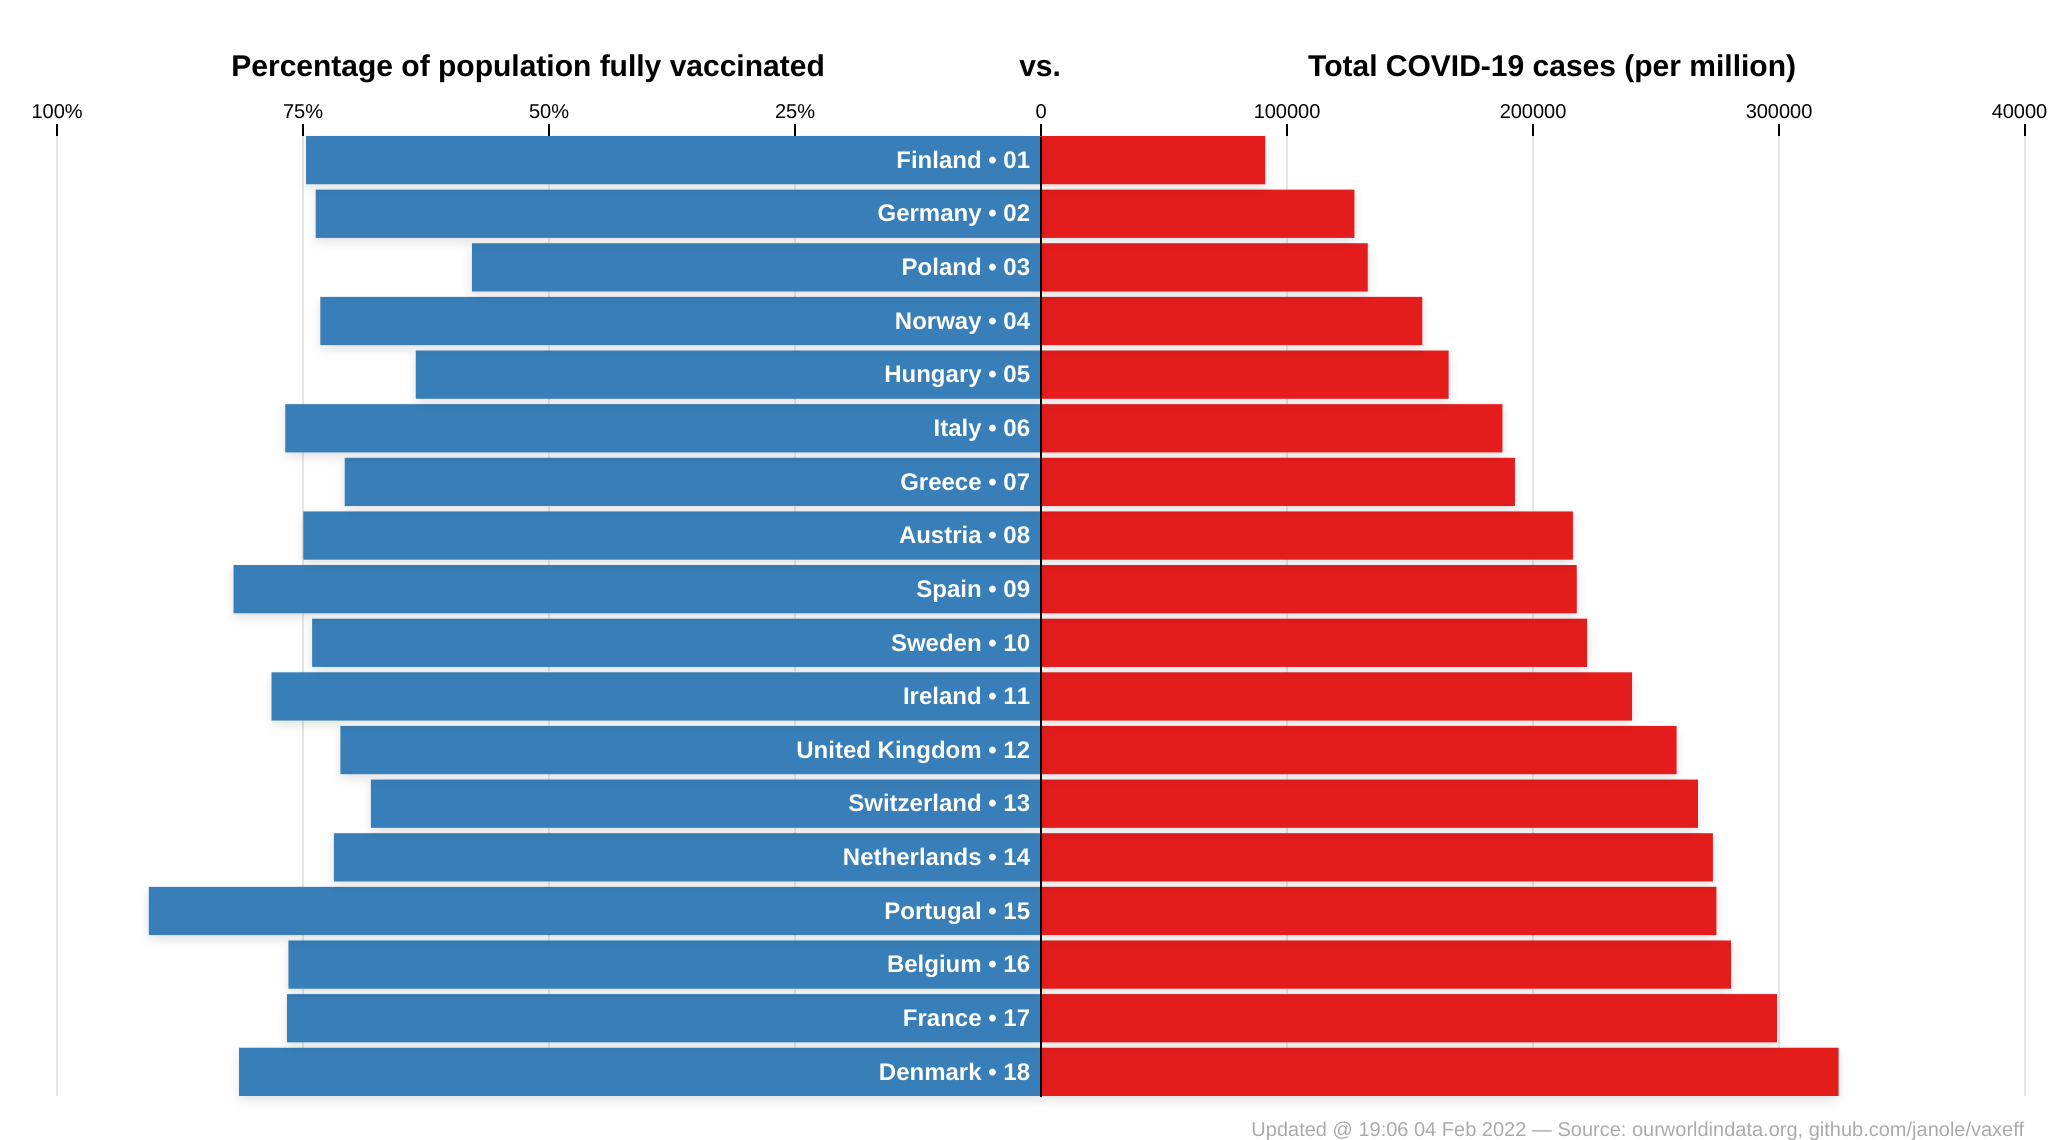 Percentage of population fully vaccinated vs. Total COVID-19 cases (per million)
100% 75% 50% 25% 0 100000 200000 300000 40000
Finland • 01
Germany • 02
Poland • 03
Norway • 04
Hungary • 05
Italy • 06
Greece • 07
Austria • 08
Spain • 09
Sweden • 10
Ireland • 11
United Kingdom • 12
Switzerland • 13
Netherlands • 14
Portugal • 15
Belgium • 16
France • 17
Denmark • 18
Updated @ 19:06 04 Feb 2022 — Source: ourworldindata.org, github.com/janole/vaxeff